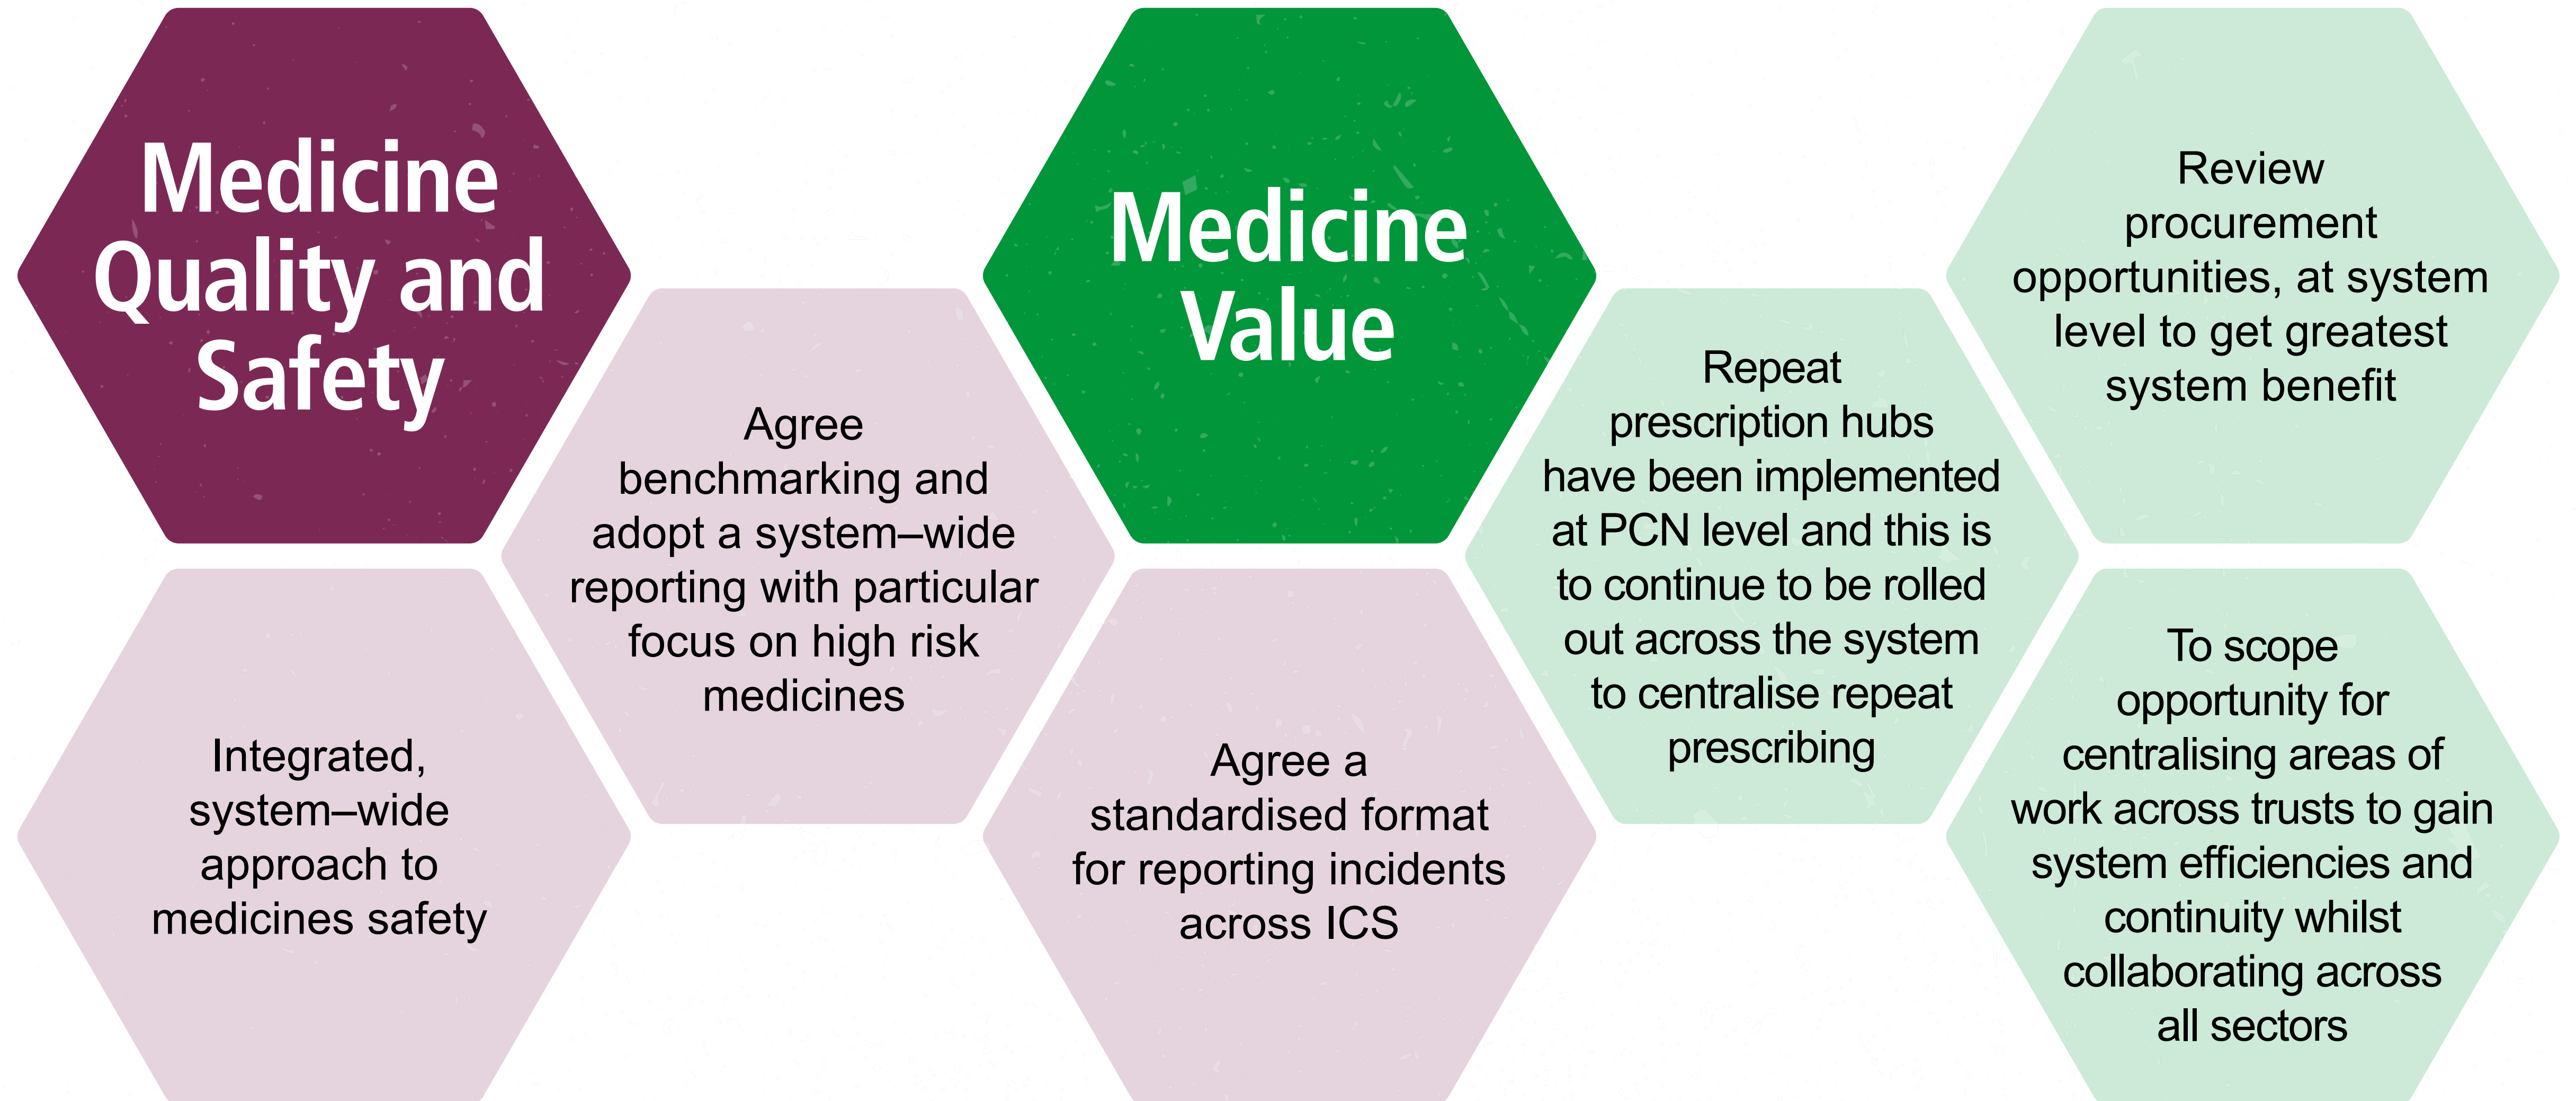 Medicine
Quality and
Safety
Integrated,
system–wide
approach to
medicines safety
Agree
benchmarking and
adopt a system–wide
reporting with particular
focus on high risk
medicines
Agree a
standardised format
for reporting incidents
across ICS
Medicine
Value
Repeat
prescription hubs
have been implemented
at PCN level and this is
to continue to be rolled
out across the system
to centralise repeat
prescribing
Review
procurement
opportunities, at system
level to get greatest
system benefit
To scope
opportunity for
centralising areas of
work across trusts to gain
system efficiencies and
continuity whilst
collaborating across
all sectors